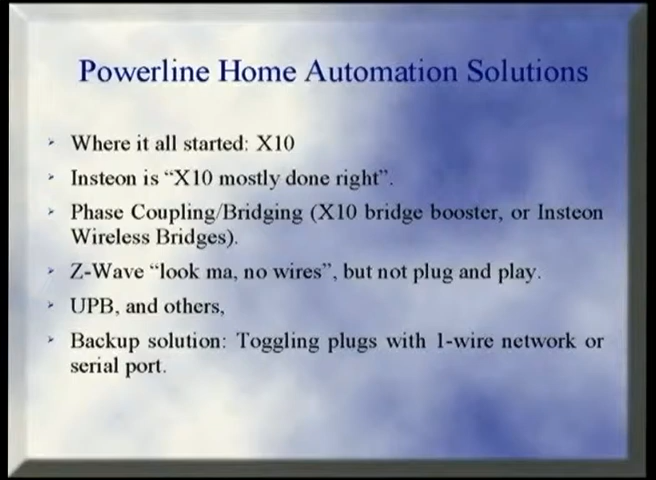 Powerline Home Automation Solutions
Where it all started: X10
Insteon is “X10 mostly done right”.
Phase Coupling/Bridging (X10 bridge booster, or Insteon
Wireless Bridges).
Z-Wave “look ma, no wires”, but not plug and play.
UPB, and others,
Backup solution: Toggling plugs with 1-wire network or
serial port.